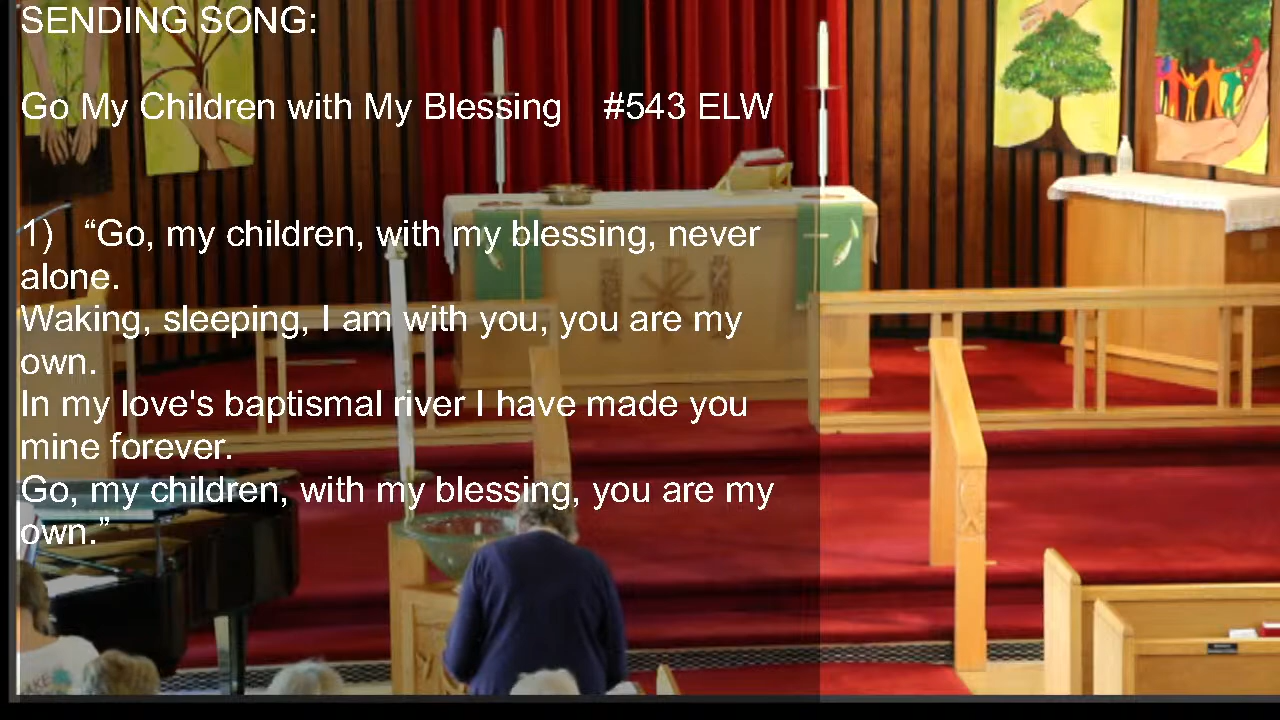 SENDING SONG:
Go My Children with My Blessing #543 ELW
1) “Go, my children, with my blessing, never
alone.
Waking, sleeping, I am with you, you are my
own.
In my love's baptismal river I have made you
mine forever.
Go, my children, with my blessing, you are my
own.”